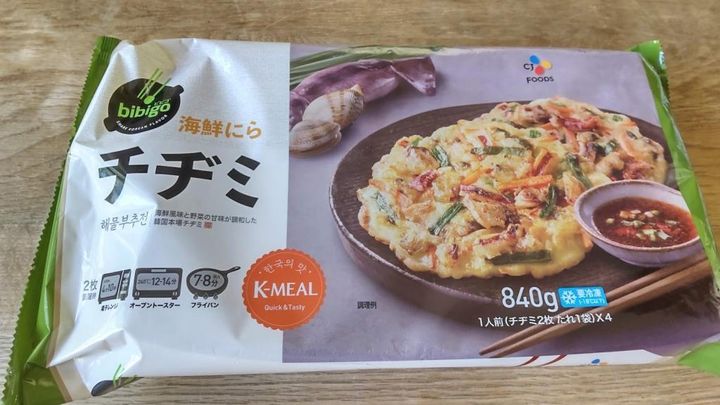 bibigo
海鮮にら
チヂミ
해물부추전
海鮮風味と野菜の甘味が調和した
韓国本場チヂミ
2枚
電子レンジ
12-14分
オーブントースター
7-8分
フライパン
한국의 맛
K-MEAL
Quick & Tasty
調理例
CJ
FOODS
840g
要冷凍
1人前(チヂミ2枚 たれ1袋)X4